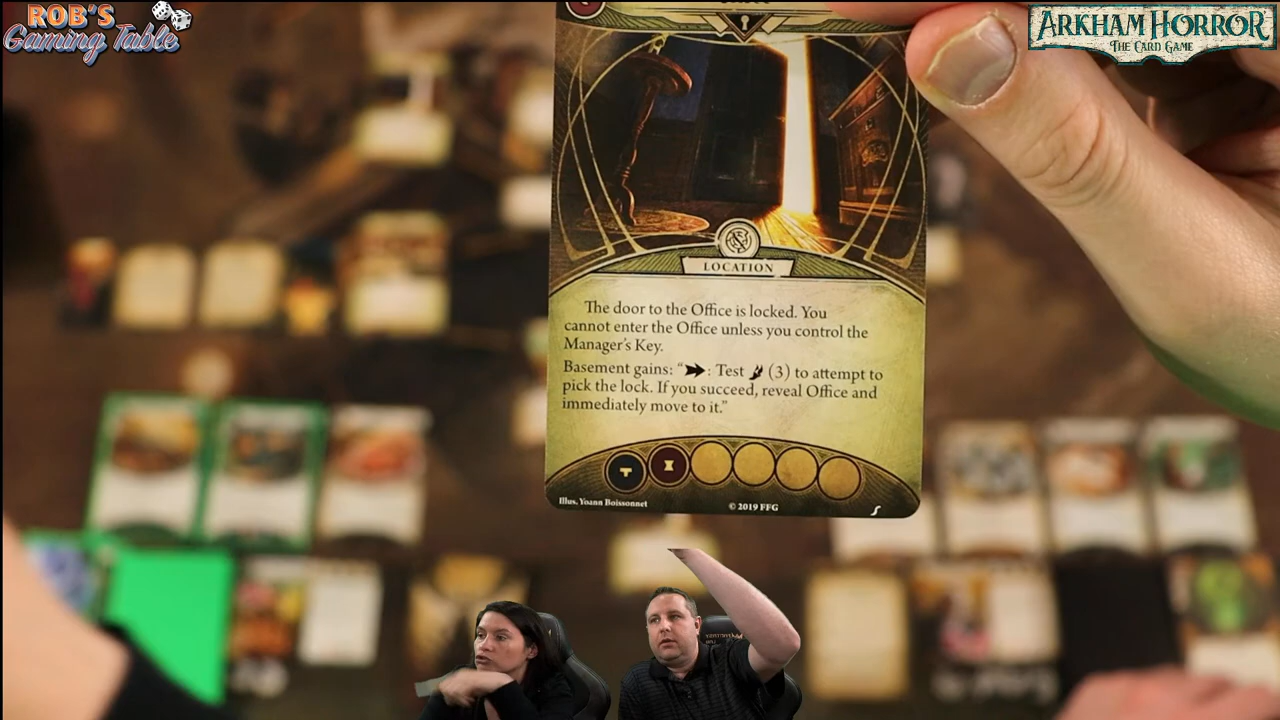 ROB'S
Gaming Table
ARKHAM HORROR
THE CARD GAME
LOCATION
The door to the Office is locked. You
cannot enter the Office unless you control the
Manager's Key.
Basement gains: “ : Test (3) to attempt to
pick the lock. If you succeed, reveal Office and
immediately move to it.”
Illus. Yoann Boissonnet
© 2019 FFG